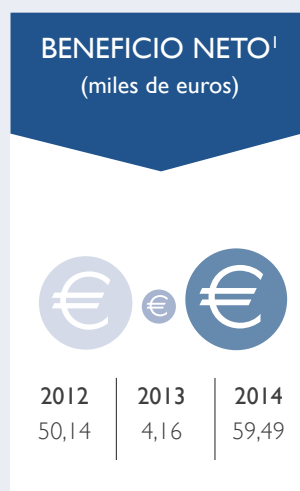 BENEFICIO NETO¹
(miles de euros)
€ € €
2012 2013 2014
50,14 4,16 59,49